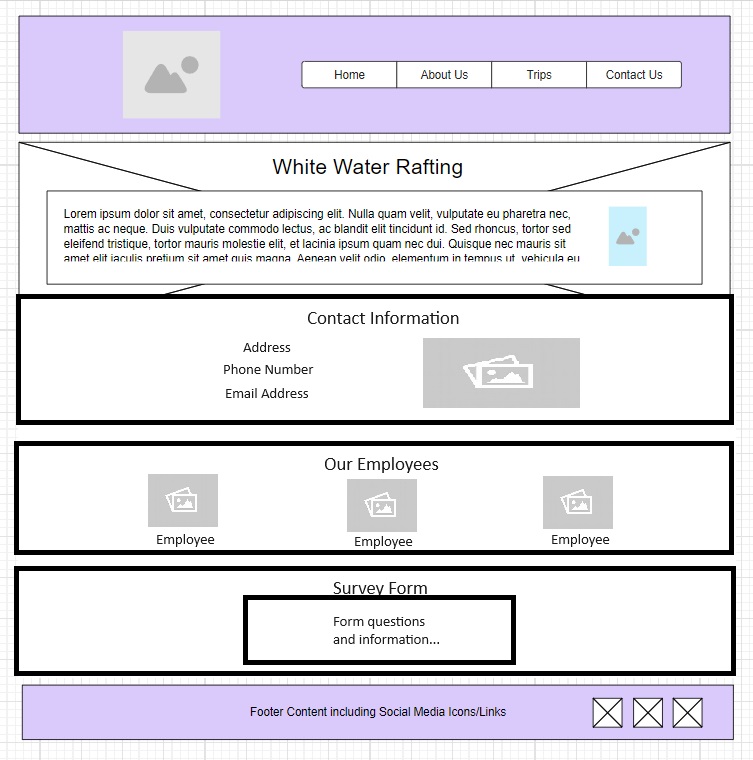 Home
About Us
Trips
Contact Us
White Water Rafting
Lorem ipsum dolor sit amet, consectetur adipiscing elit. Nulla quam velit, vulputate eu pharetra nec,
mattis ac neque. Duis vulputate commodo lectus, ac blandit elit tincidunt id. Sed rhoncus, tortor sed
eleifend tristique, tortor mauris molestie elit, et lacinia ipsum quam nec dui. Quisque nec mauris sit
amet elit iaculis pretium sit amet quis magna. Aenean velit odio, elementum in tempus ut, vehicula eu
Contact Information
Address
Phone Number
Email Address
Our Employees
Employee
Employee
Employee
Survey Form
Form questions
and information...
Footer Content including Social Media Icons/Links